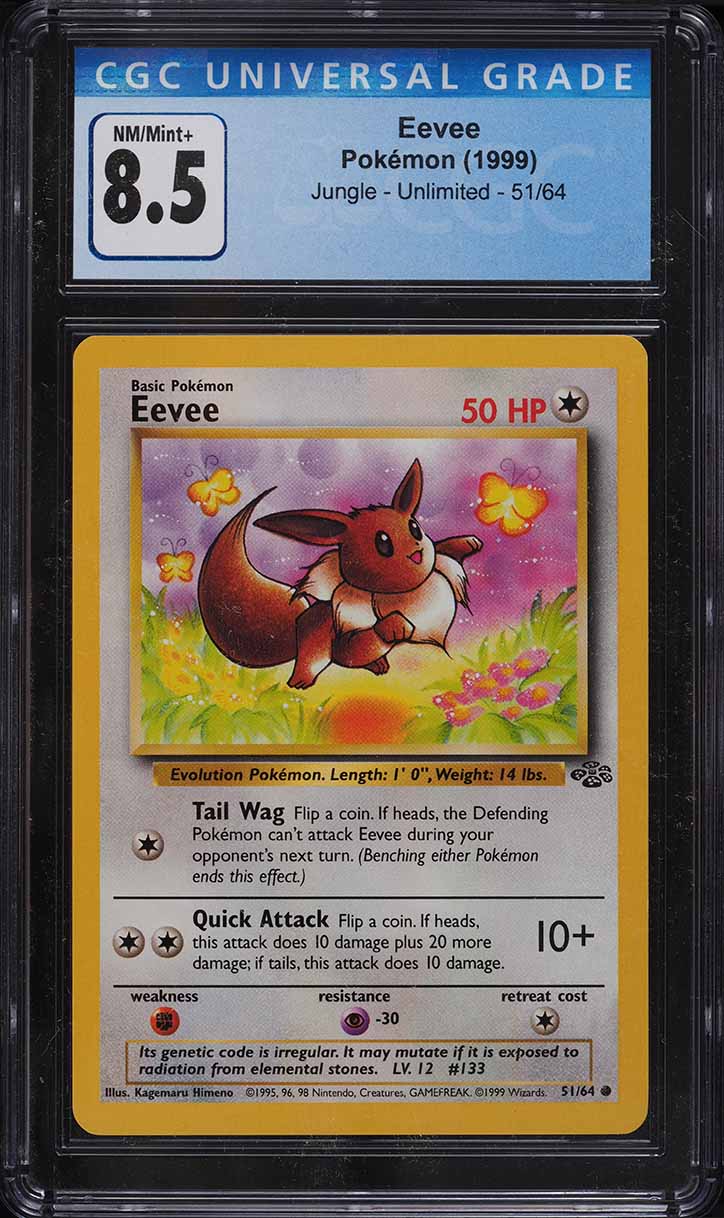 CGC UNIVERSAL GRADE
NM/Mint+
8.5
Eevee
Pokémon (1999)
Jungle - Unlimited - 51/64
CGC
Basic Pokémon
Eevee
50 HP
Evolution Pokémon. Length: 1' 0", Weight: 14 lbs.
Tail Wag Flip a coin. If heads, the Defending
Pokémon can't attack Eevee during your
opponent's next turn. (Benching either Pokémon
ends this effect.)
Quick Attack Flip a coin. If heads,
this attack does 10 damage plus 20 more
damage; if tails, this attack does 10 damage.
10+
weakness
resistance
retreat cost
-30
Its genetic code is irregular. It may mutate if it is exposed to
radiation from elemental stones. LV. 12 #133
Illus. Kagemaru Himeno ©1995, 96, 98 Nintendo, Creatures, GAMEFREAK. ©1999 Wizards. 51/64